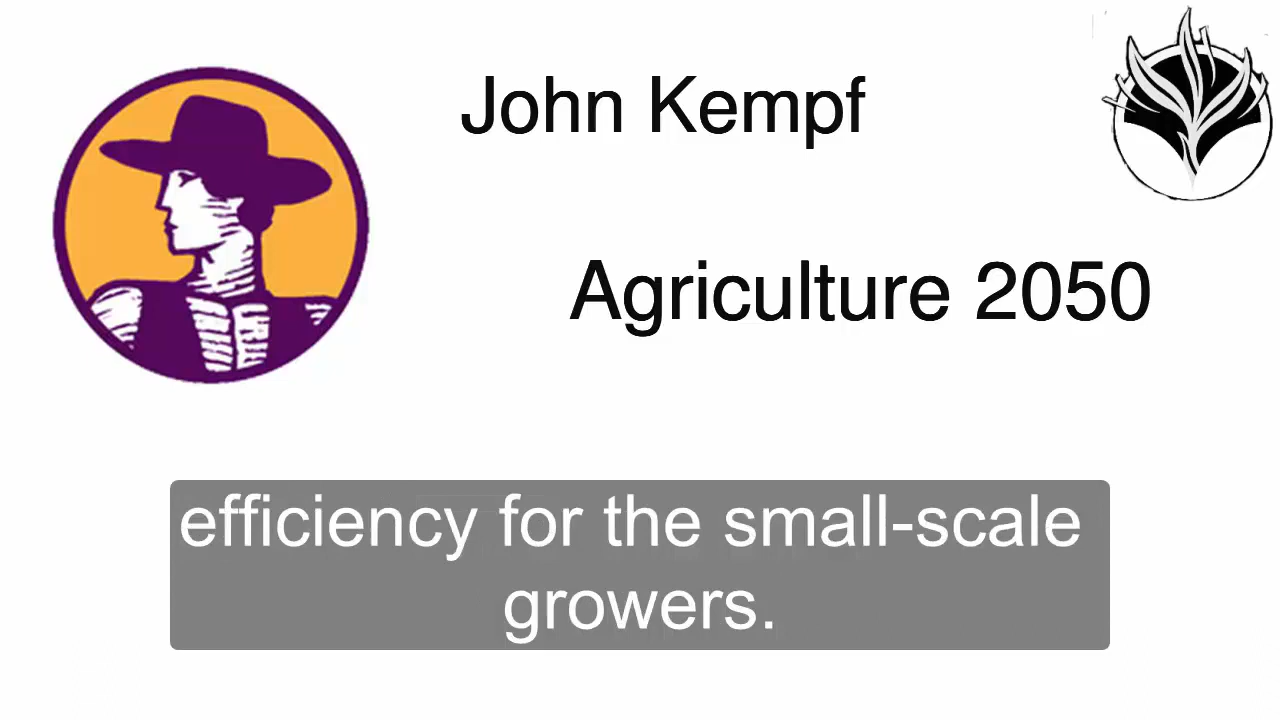 John Kempf
Agriculture 2050
efficiency for the small-scale
growers.